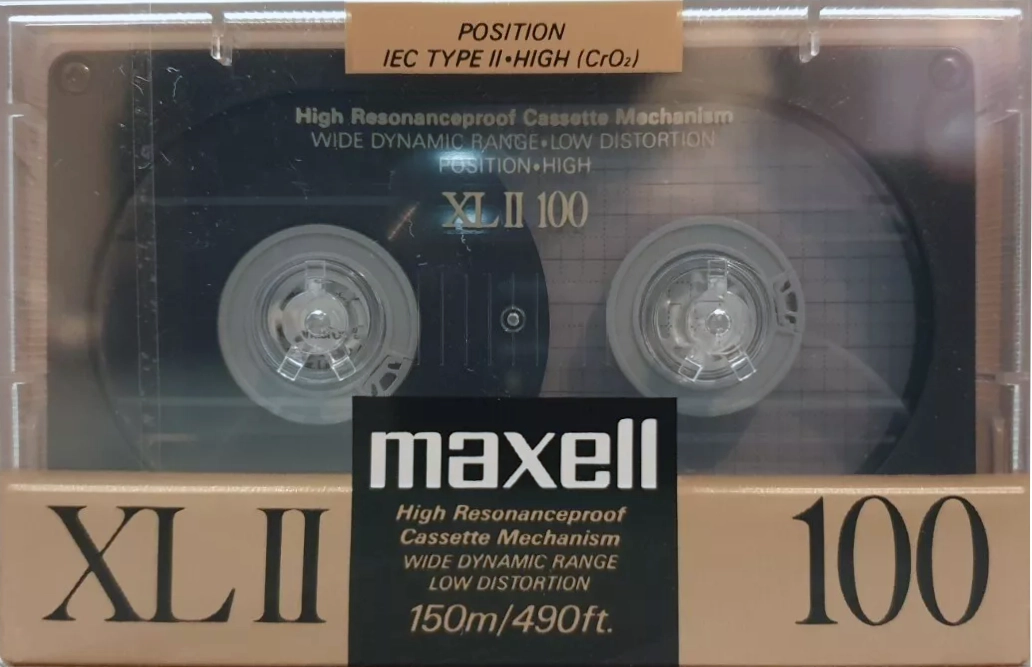 POSITION
IEC TYPE II•HIGH (CrO₂)
High Resonanceproof Cassette Mechanism
WIDE DYNAMIC RANGE•LOW DISTORTION
POSITION•HIGH
XL II 100
maxell
High Resonanceproof
Cassette Mechanism
WIDE DYNAMIC RANGE
LOW DISTORTION
150m/490ft.
XL II
100